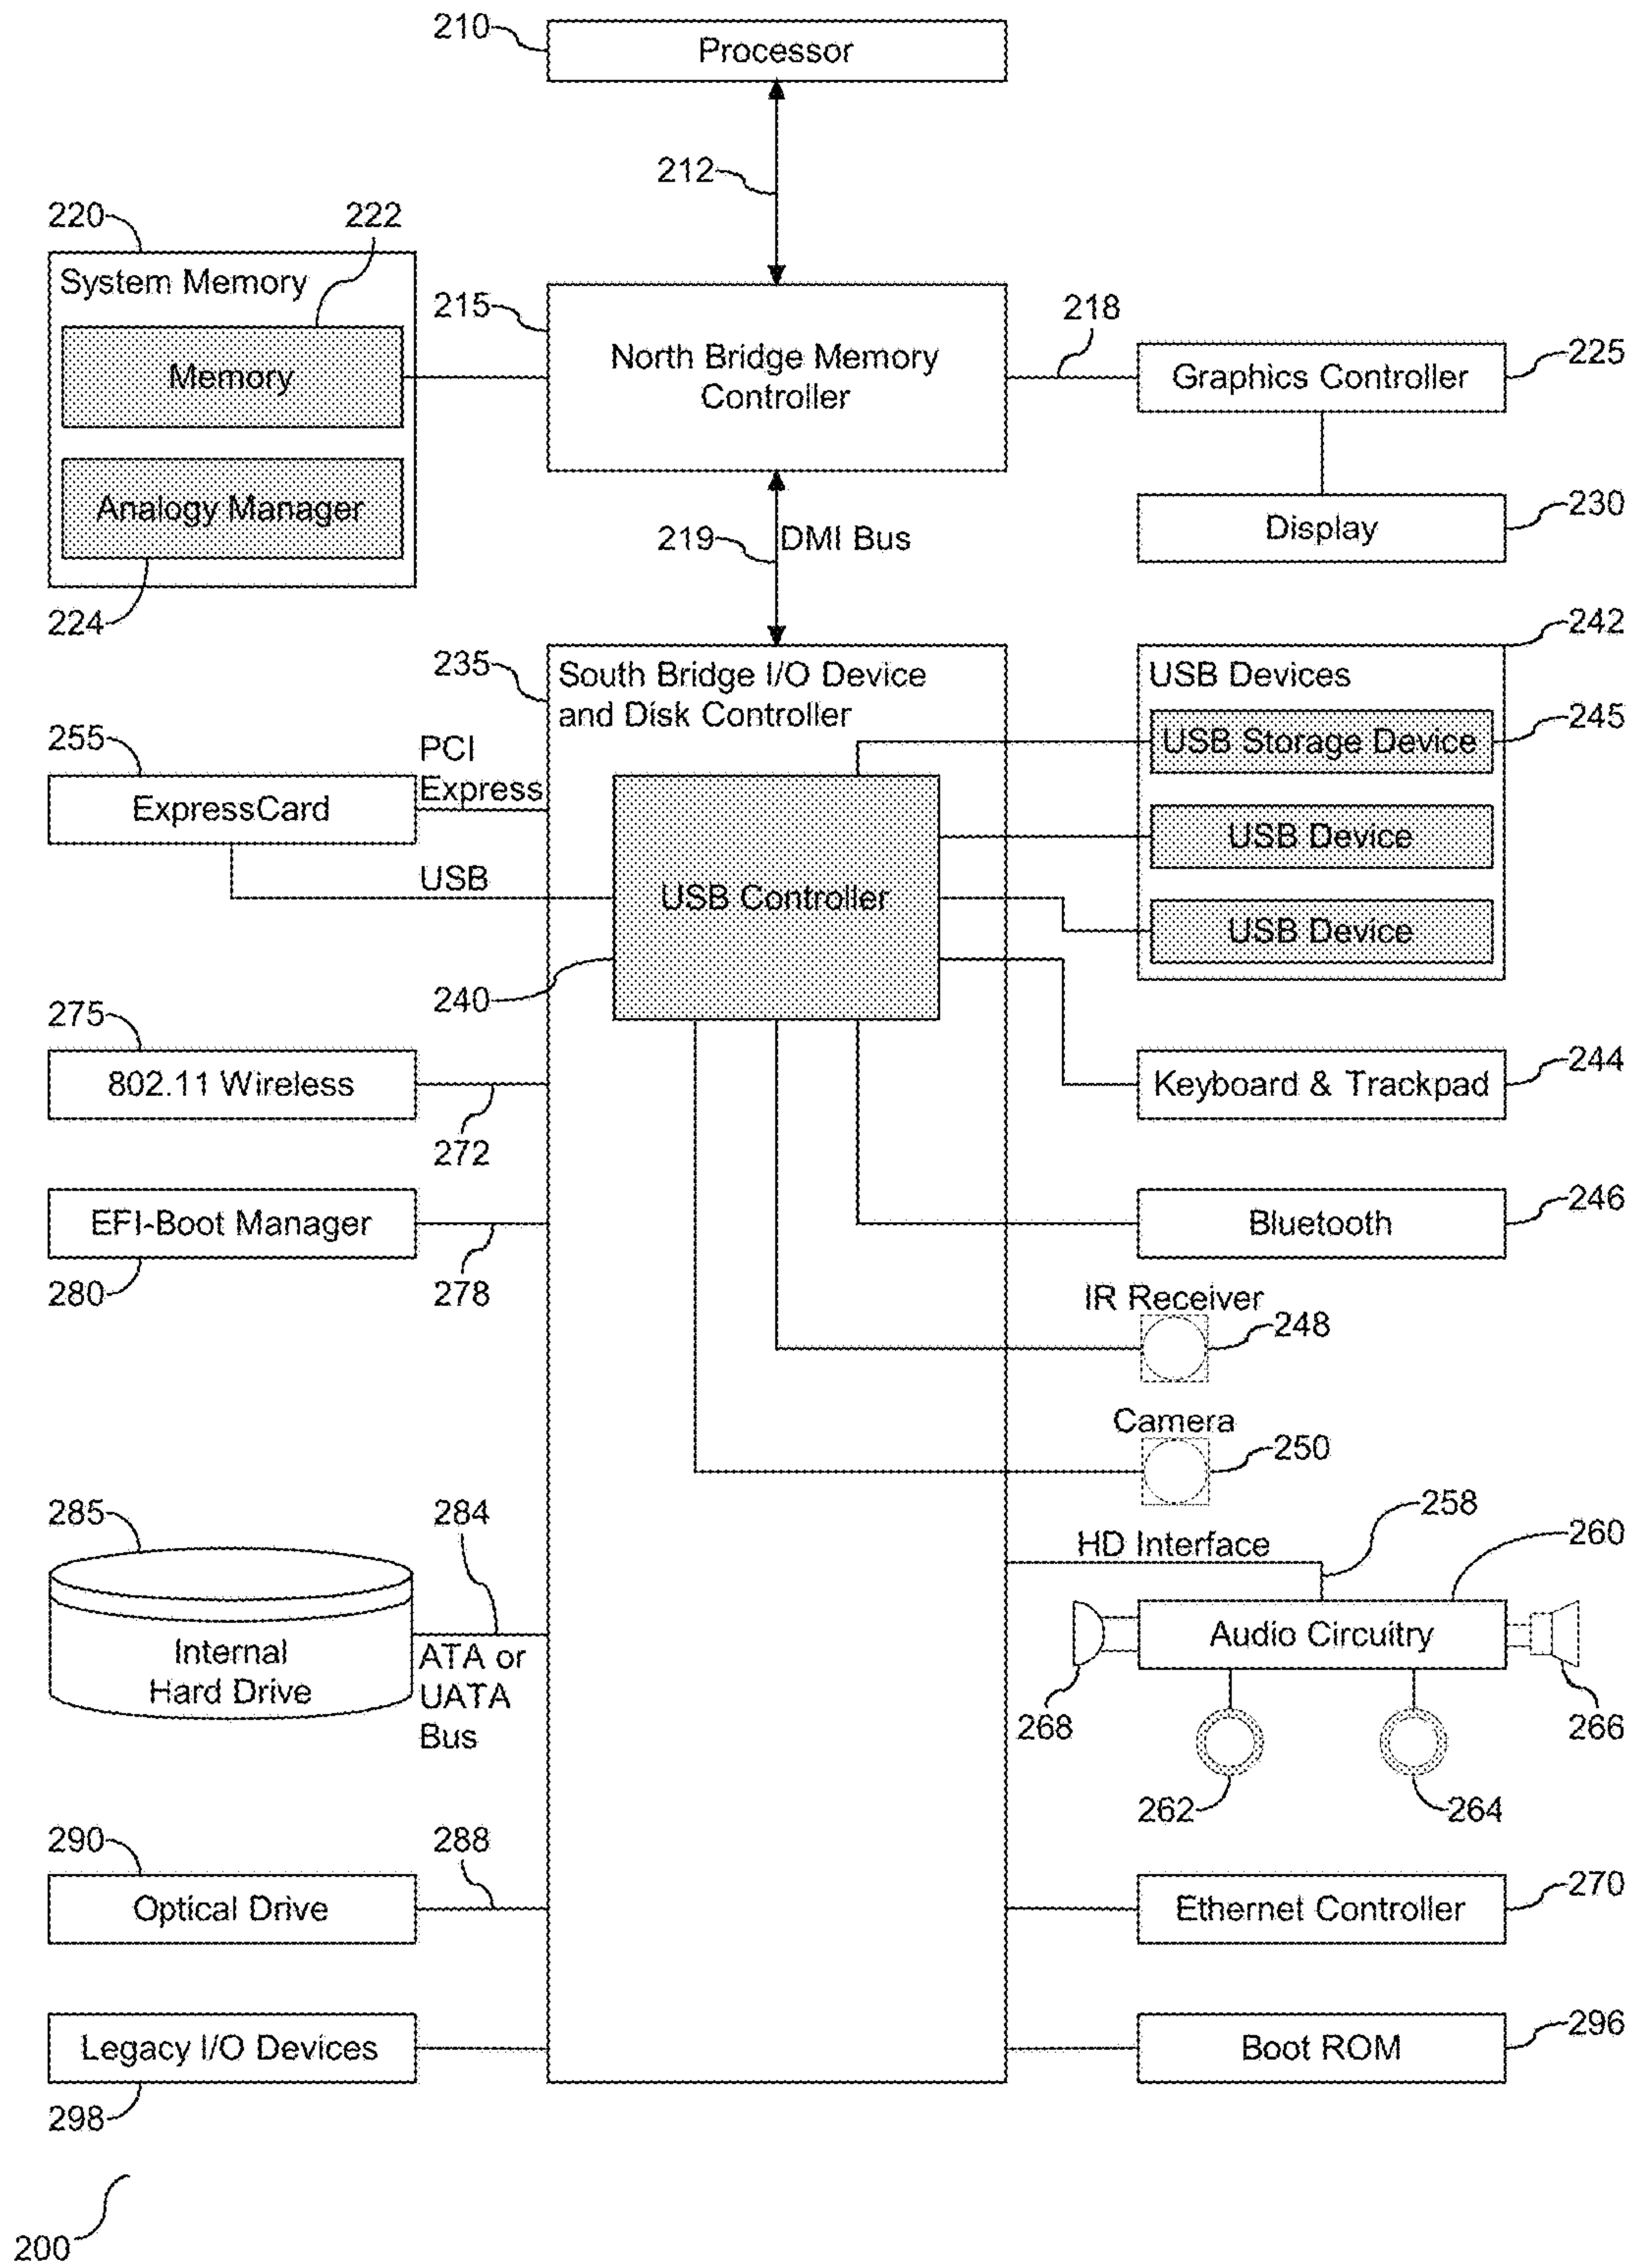 210
Processor
212
220
222
System Memory
Memory
Analogy Manager
224
215
North Bridge Memory
Controller
218
Graphics Controller
225
Display
230
219
DMI Bus
235
South Bridge I/O Device
and Disk Controller
242
USB Devices
USB Storage Device
245
USB Device
USB Device
255
ExpressCard
PCI
Express
USB
USB Controller
240
275
802.11 Wireless
272
Keyboard & Trackpad
244
EFI-Boot Manager
280
278
Bluetooth
246
IR Receiver
248
Camera
250
285
Internal
Hard Drive
284
ATA or
UATA
Bus
HD Interface
258
260
Audio Circuitry
268
266
262
264
290
Optical Drive
288
Ethernet Controller
270
Legacy I/O Devices
298
Boot ROM
296
200